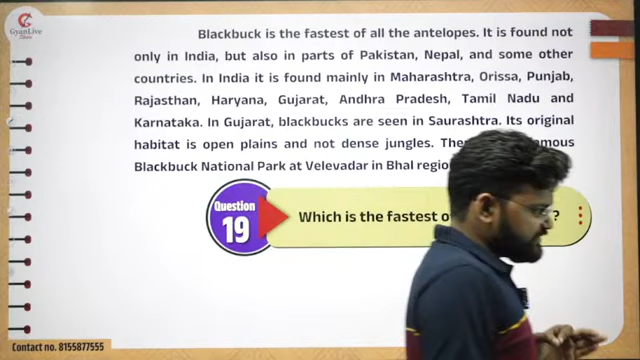 GyanLive
Blackbuck is the fastest of all the antelopes. It is found not
only in India, but also in parts of Pakistan, Nepal, and some other
countries. In India it is found mainly in Maharashtra, Orissa, Punjab,
Rajasthan, Haryana, Gujarat, Andhra Pradesh, Tamil Nadu and
Karnataka. In Gujarat, blackbucks are seen in Saurashtra. Its original
habitat is open plains and not dense jungles.
Blackbuck National Park at Velevadar in Bhal
Question
19
Which is the fastest ?
Contact no. 8155877555